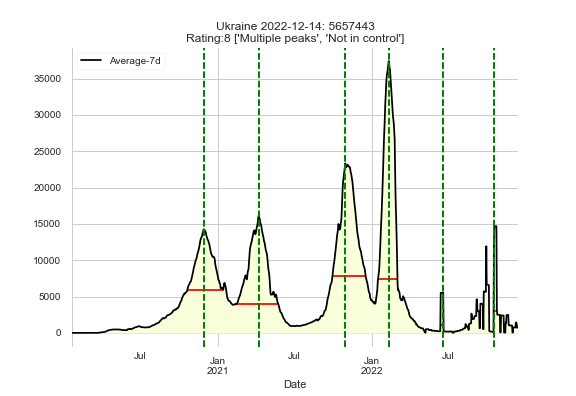 Ukraine 2022-12-14: 5657443
Rating:8 ['Multiple peaks', 'Not in control']
Average-7d
35000
30000
25000
20000
15000
10000
5000
0
Jul
Jan
2021
Jul
Jan
2022
Jul
Date